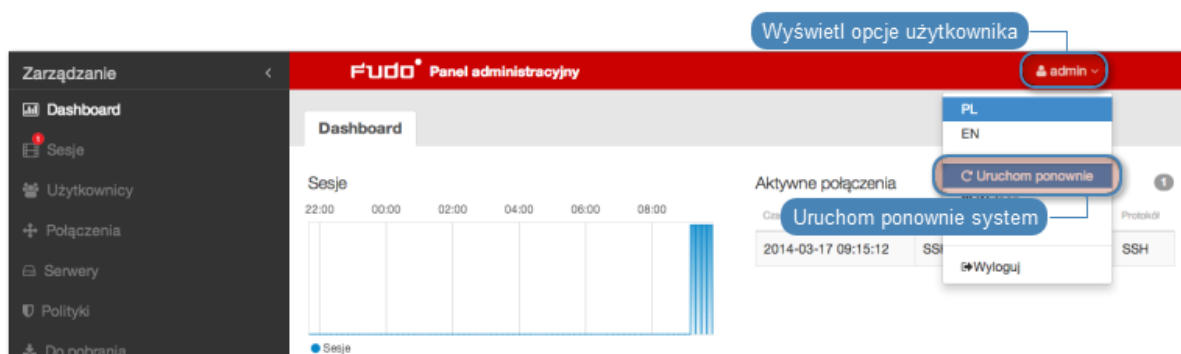 Wyświetl opcje użytkownika
Zarządzanie
FUDO Panel administracyjny
admin
Dashboard
Sesje
1
Użytkownicy
Połączenia
Serwery
Polityki
Do pobrania
Dashboard
PL
EN
Uruchom ponownie
Uruchom ponownie system
Wyloguj
Sesje
22:00 00:00 02:00 04:00 06:00 08:00
Sesje
Aktywne połączenia 1
Protokół
2014-03-17 09:15:12 SSH